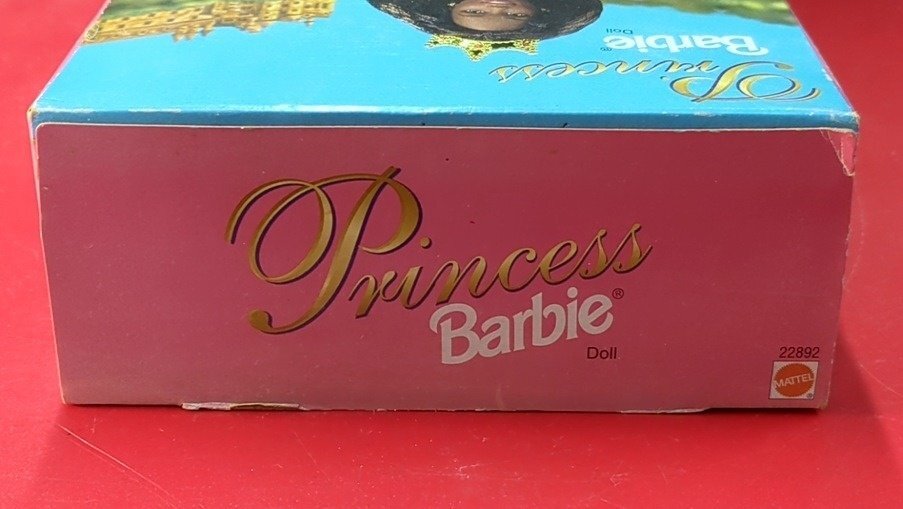 Princess
Barbie
Doll
Princess
Barbie®
Doll
22892
MATTEL